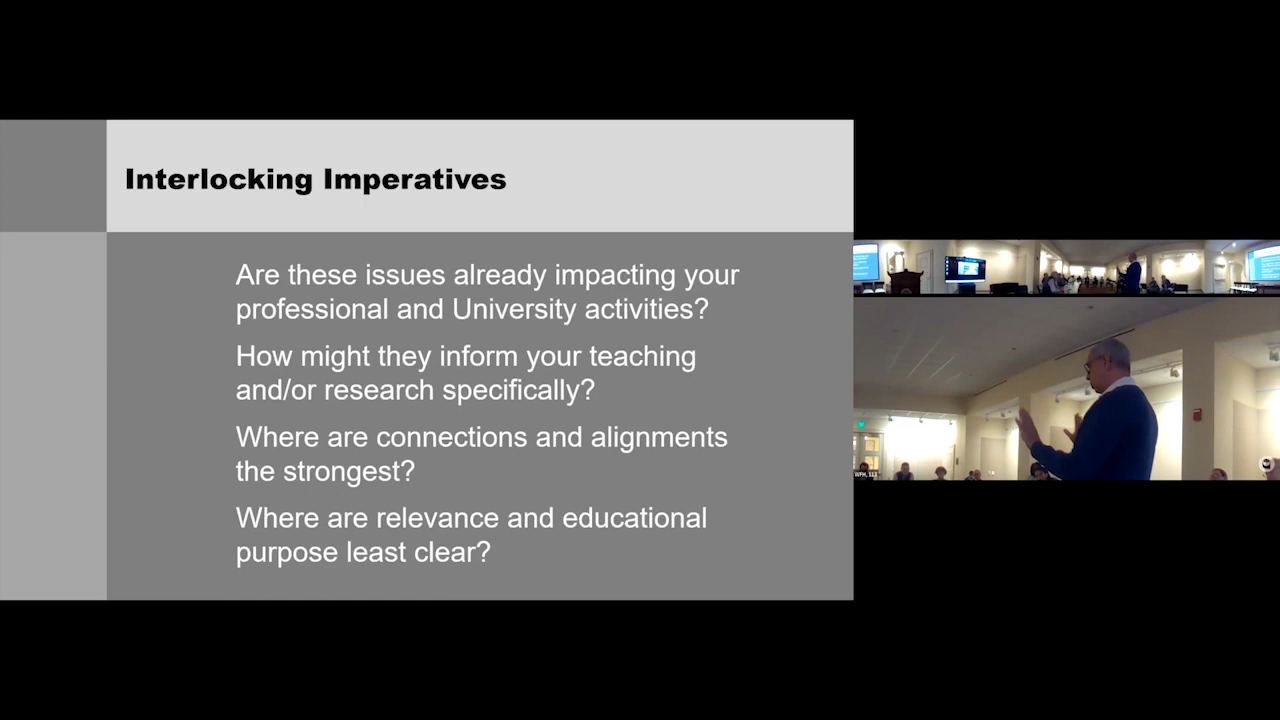 Interlocking Imperatives
Are these issues already impacting your
professional and University activities?
How might they inform your teaching
and/or research specifically?
Where are connections and alignments
the strongest?
Where are relevance and educational
purpose least clear?